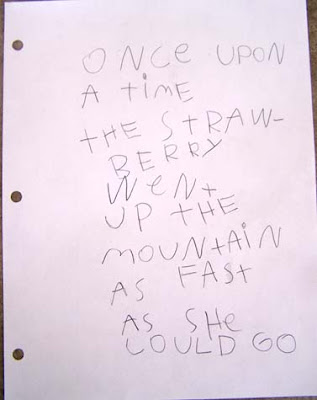 ONCe UPON
A tiMe
tHe StRAW-
BERRY
WeNt
UP tHE
MOUNtAiN
AS FASt
AS SHe
COULD GO